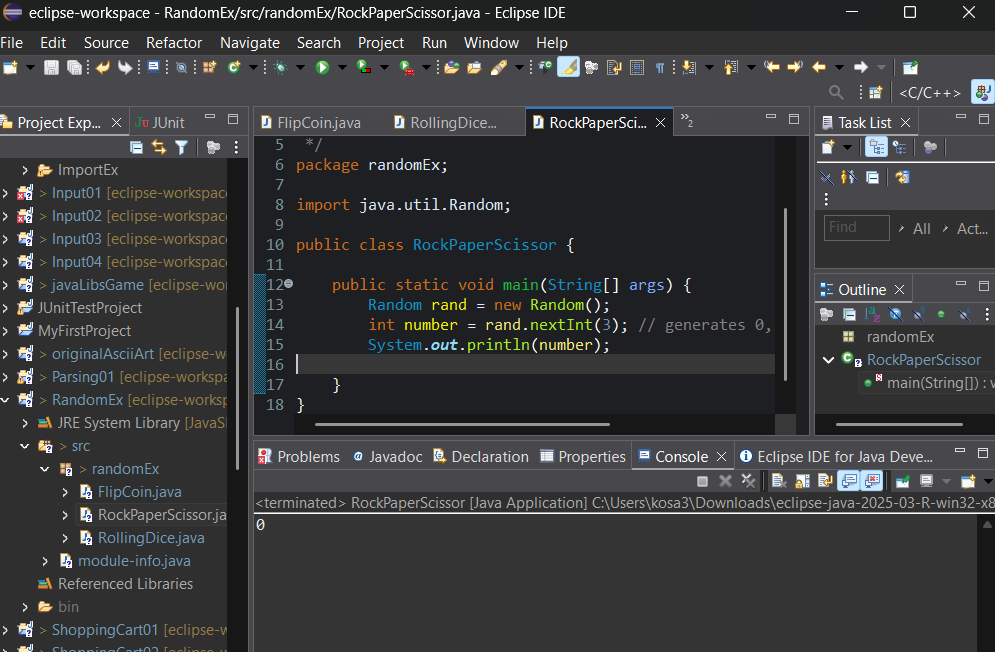 eclipse-workspace - RandomEx/src/randomEx/RockPaperScissor.java - Eclipse IDE
File Edit Source Refactor Navigate Search Project Run Window Help
<C/C++>
Project Exp...
JUnit
> ImportEx
> Input01 [eclipse-workspac
> Input02 [eclipse-workspac
> Input03 [eclipse-workspac
> Input04 [eclipse-workspac
> javaLibsGame [eclipse-wo
JUnitTestProject
MyFirstProject
> originalAsciiArt [eclipse-w
> Parsing01 [eclipse-workspa
> RandomEx [eclipse-worksp
JRE System Library [JavaS
> src
> randomEx
FlipCoin.java
RockPaperScissor.ja
RollingDice.java
module-info.java
Referenced Libraries
bin
> ShoppingCart01 [eclipse-w
> ShoppingCart02 [eclipse-w
FlipCoin.java RollingDice... RockPaperSci... »2
5 */
6 package randomEx;
7
8 import java.util.Random;
9
10 public class RockPaperScissor {
11
12 public static void main(String[] args) {
13 Random rand = new Random();
14 int number = rand.nextInt(3); // generates 0,
15 System.out.println(number);
16
17 }
18 }
Task List
Find All Act...
Outline
randomEx
RockPaperScissor
main(String[]) : v
Problems Javadoc Declaration Properties Console Eclipse IDE for Java Deve...
<terminated> RockPaperScissor [Java Application] C:\Users\kosa3\Downloads\eclipse-java-2025-03-R-win32-x8
0